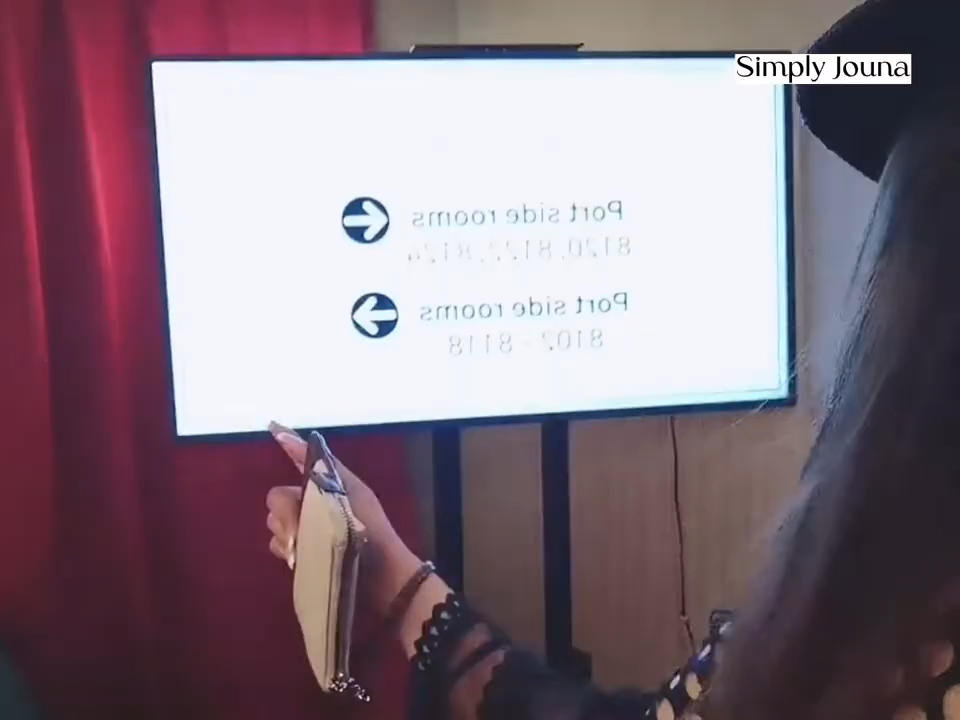 Simply Jouna
Port side rooms
8120, 8122, 8124
Port side rooms
8102 - 8118